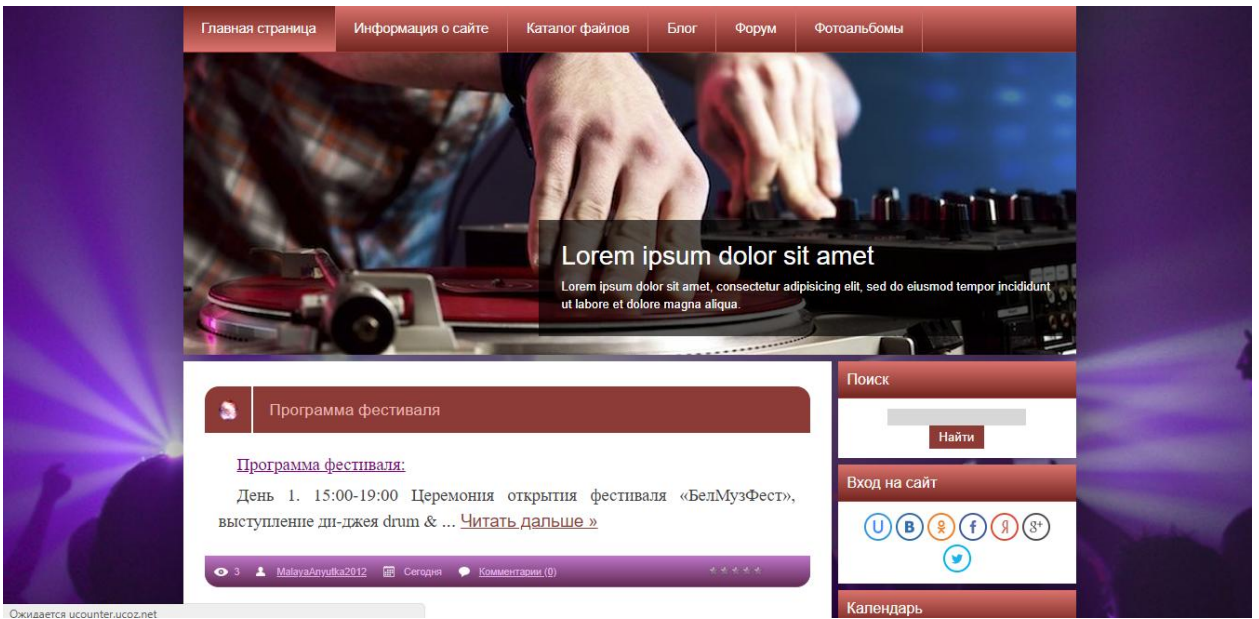 Главная страница Информация о сайте Каталог файлов Блог Форум Фотоальбомы
Lorem ipsum dolor sit amet
Lorem ipsum dolor sit amet, consectetur adipisicing elit, sed do eiusmod tempor incididunt
ut labore et dolore magna aliqua.
Программа фестиваля
Программа фестиваля:
День 1. 15:00-19:00 Церемония открытия фестиваля «БелМузФест»,
выступление ди-джея drum & ... Читать дальше »
3 MalayaAnyutka2012 Сегодня Комментарии (0)
Поиск
Найти
Вход на сайт
U В Я 8+
Календарь
Ожидается ucounter.ucoz.net